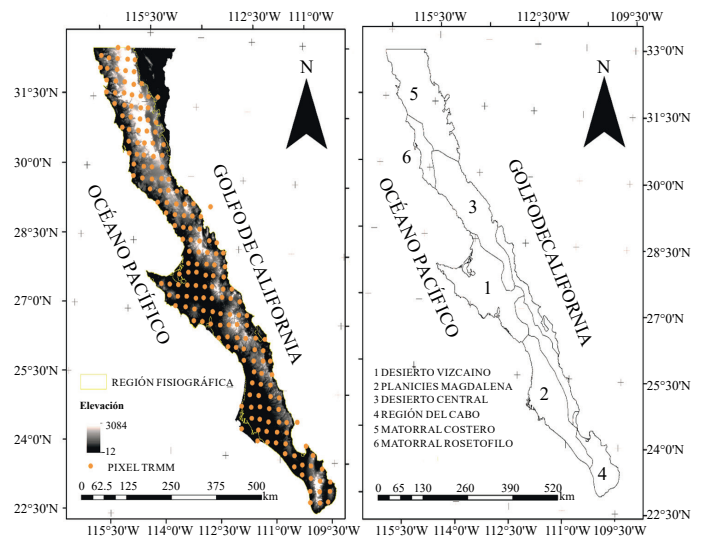 115°30'W 114°0'W 112°30'W 111°0'W
31°30'N
30°0'N
28°30'N
27°0'N
25°30'N
24°0'N
22°30'N
N
OCÉANO PACÍFICO
GOLFO DE CALIFORNIA
REGIÓN FISIOGRÁFICA
Elevación
3084
-12
PIXEL TRMM
0 62.5 125 250 375 500
km
115°30'W 114°0'W 112°30'W 111°0'W 109°30'W
115°30'W 112°30'W 109°30'W
33°0'N
31°30'N
30°0'N
28°30'N
27°0'N
25°30'N
24°0'N
22°30'N
N
OCÉANO PACÍFICO
GOLFO DE CALIFORNIA
5
6
3
1
2
4
1 DESIERTO VIZCAINO
2 PLANICIES MAGDALENA
3 DESIERTO CENTRAL
4 REGIÓN DEL CABO
5 MATORRAL COSTERO
6 MATORRAL ROSETOFILO
0 65 130 260 390 520
km
115°30'W 114°0'W 112°30'W 111°0'W 109°30'W